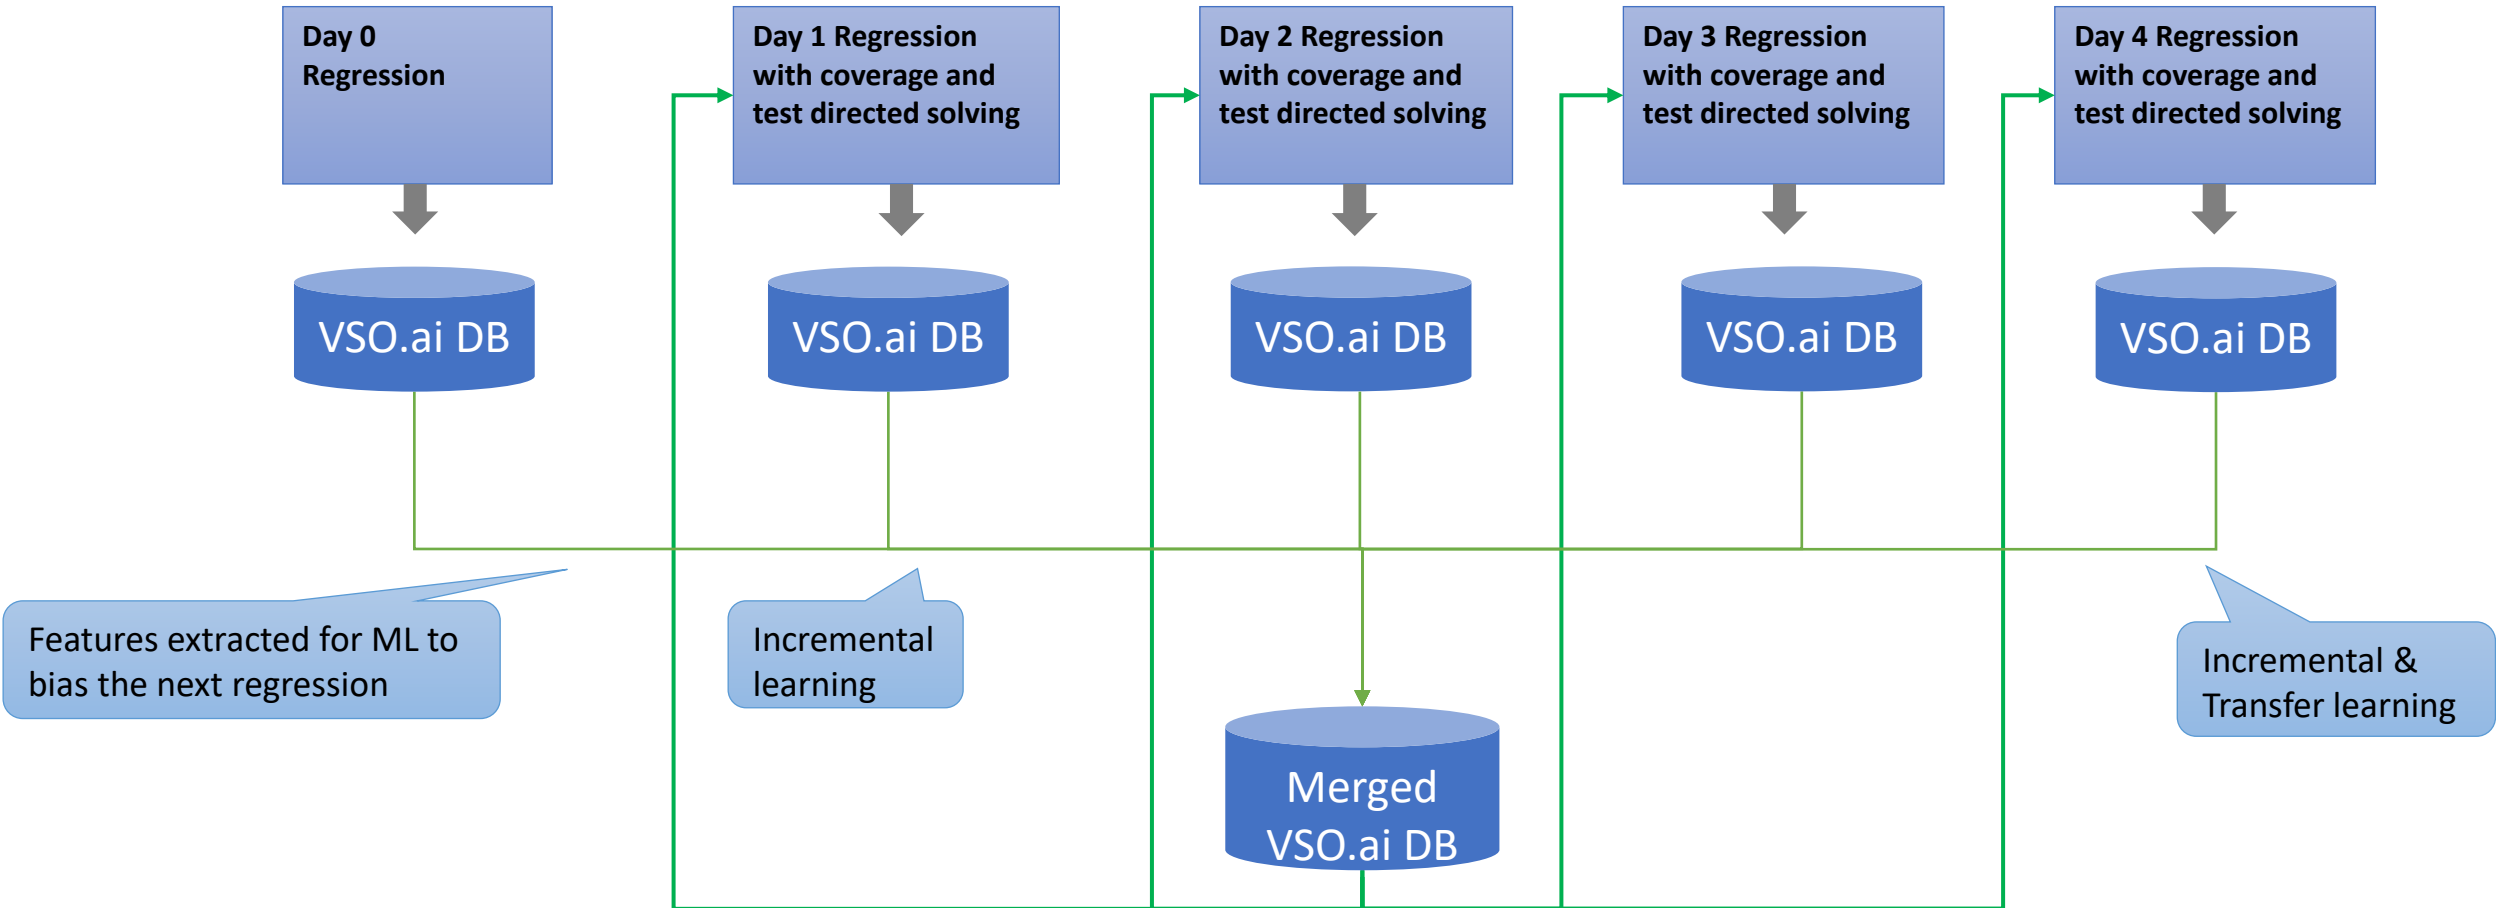 Day 0
Regression
Day 1 Regression
with coverage and
test directed solving
Day 2 Regression
with coverage and
test directed solving
Day 3 Regression
with coverage and
test directed solving
Day 4 Regression
with coverage and
test directed solving
VSO.ai DB
VSO.ai DB
VSO.ai DB
VSO.ai DB
VSO.ai DB
Features extracted for ML to
bias the next regression
Incremental
learning
Incremental &
Transfer learning
Merged
VSO.ai DB